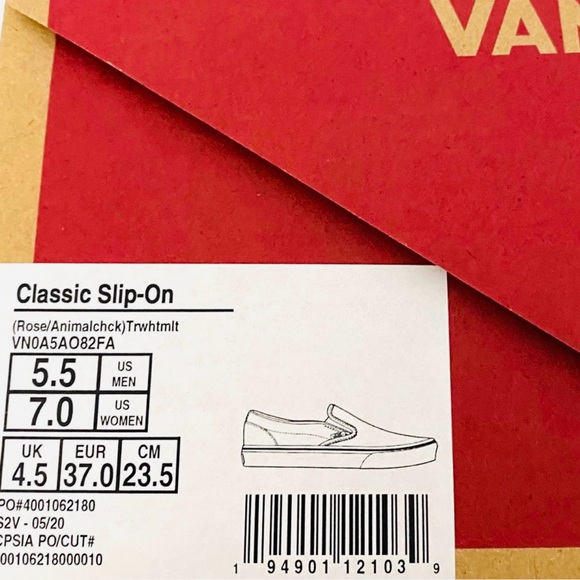 VAN
Classic Slip-On
(Rose/Animalchck)Trwhtmlt
VN0A5AO82FA
5.5 US MEN
7.0 US WOMEN
UK EUR CM
4.5 37.0 23.5
PO#4001062180
S2V - 05/20
CPSIA PO/CUT#
00106218000010
1 94901 12103 9